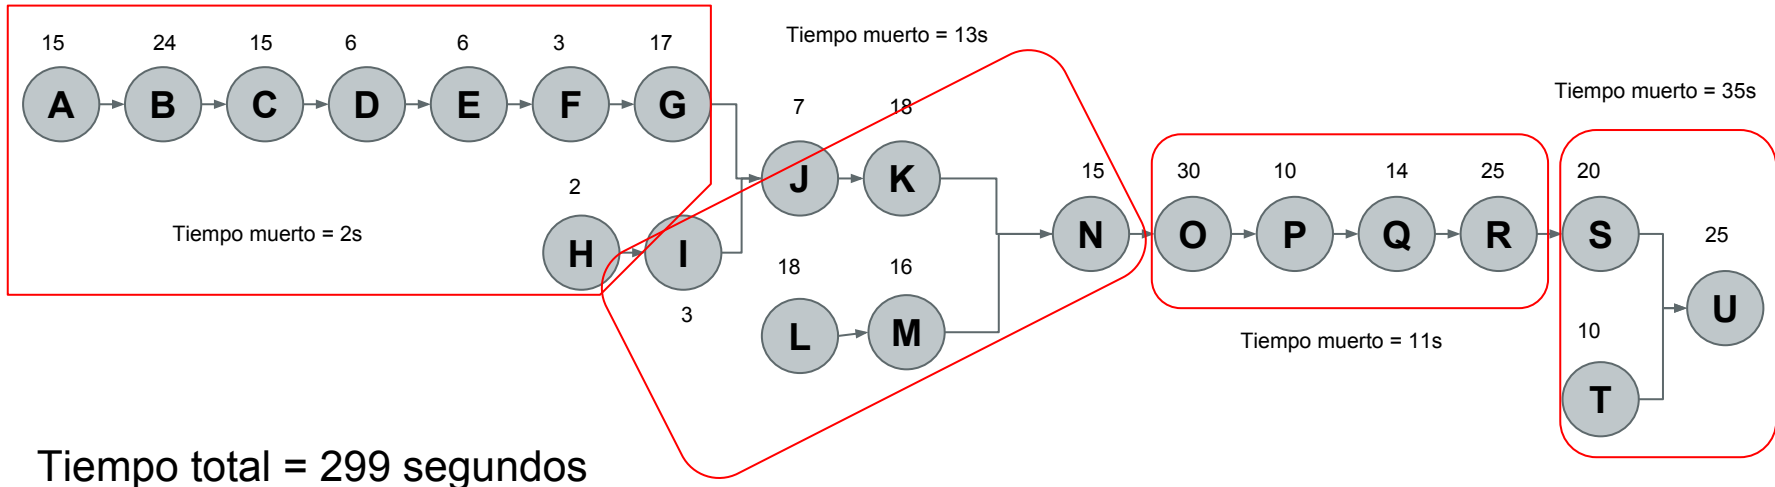 Tiempo muerto = 13s
15 24 15 6 6 3 17
Tiempo muerto = 35s
A B C D E F G
7 18
2 15 30 10 14 25 20
J K
Tiempo muerto = 2s
H I N O P Q R S
25
18 16
3
L M U
10
Tiempo muerto = 11s
T
Tiempo total = 299 segundos